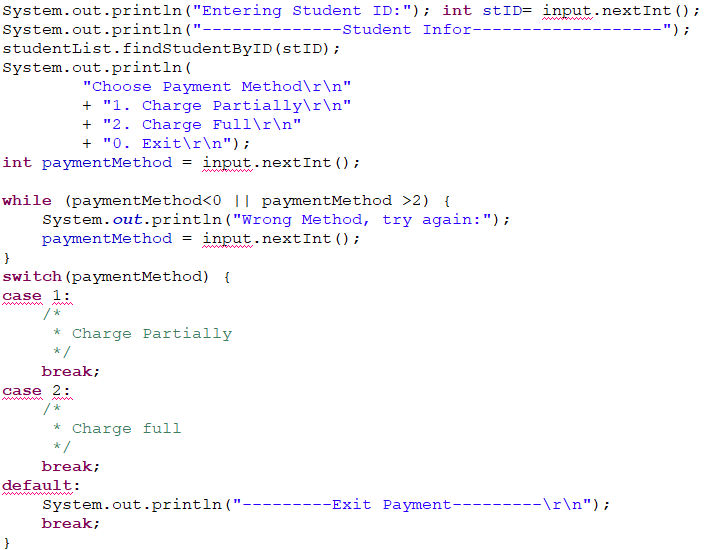 System.out.println("Entering Student ID:"); int stID= input.nextInt();
System.out.println("--------------Student Infor-------------------");
studentList.findStudentByID(stID);
System.out.println(
        "Choose Payment Method\r\n"
        + "1. Charge Partially\r\n"
        + "2. Charge Full\r\n"
        + "0. Exit\r\n");
int paymentMethod = input.nextInt();

while (paymentMethod<0 || paymentMethod >2) {
    System.out.println("Wrong Method, try again:");
    paymentMethod = input.nextInt();
}
switch(paymentMethod) {
case 1:
    /*
     * Charge Partially
     */
    break;
case 2:
    /*
     * Charge full
     */
    break;
default:
    System.out.println("---------Exit Payment---------\r\n");
    break;
}